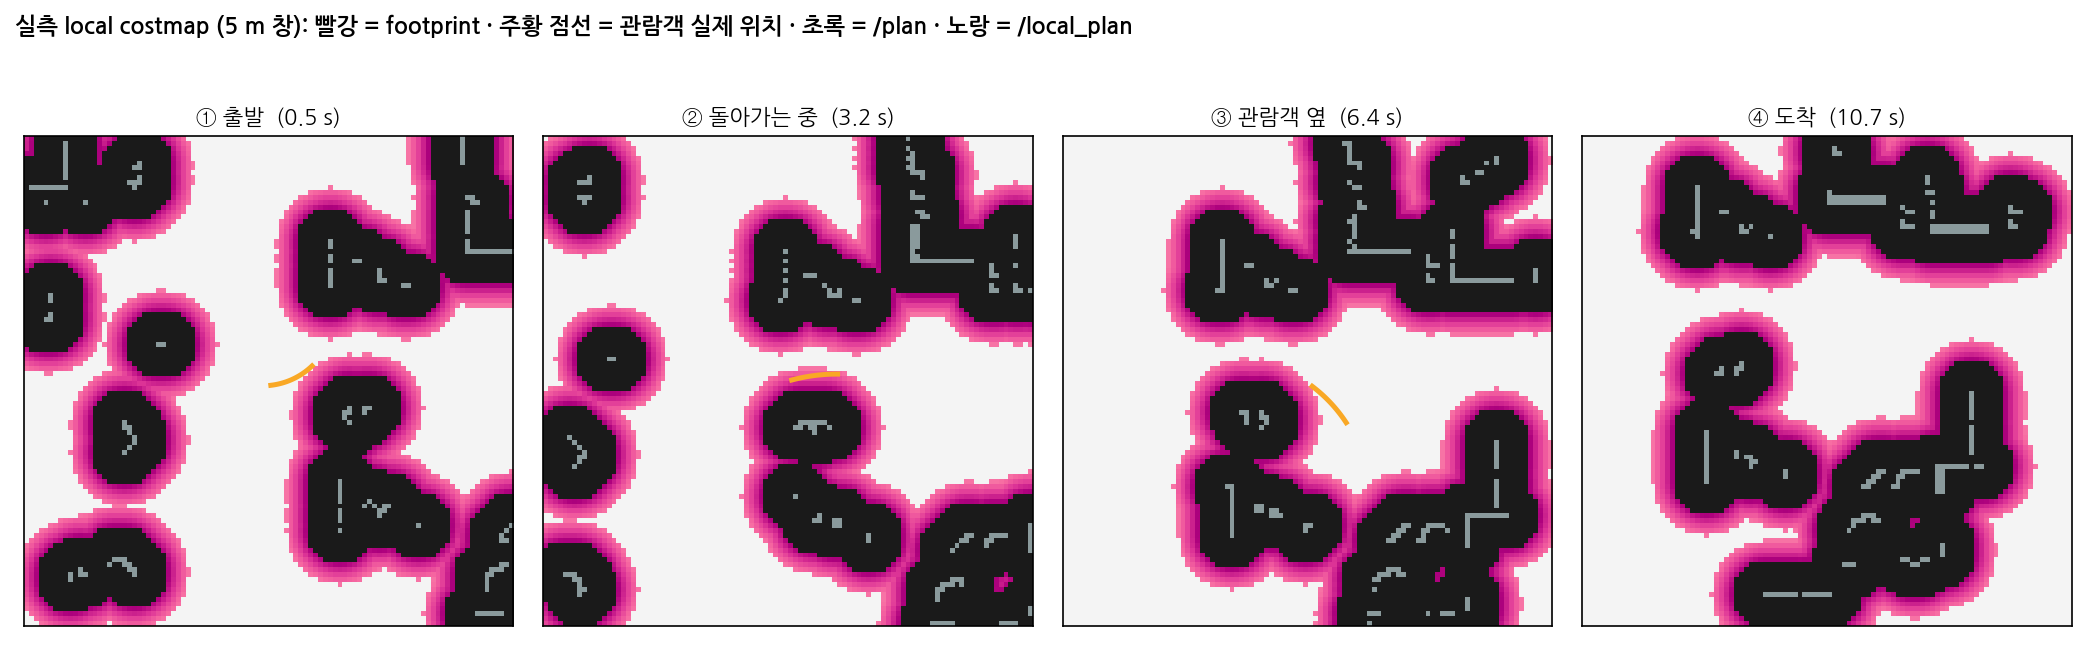 실측 local costmap (5 m 창): 빨강 = footprint · 주황 점선 = 관람객 실제 위치 · 초록 = /plan · 노랑 = /local_plan
① 출발 (0.5 s)
② 돌아가는 중 (3.2 s)
③ 관람객 옆 (6.4 s)
④ 도착 (10.7 s)